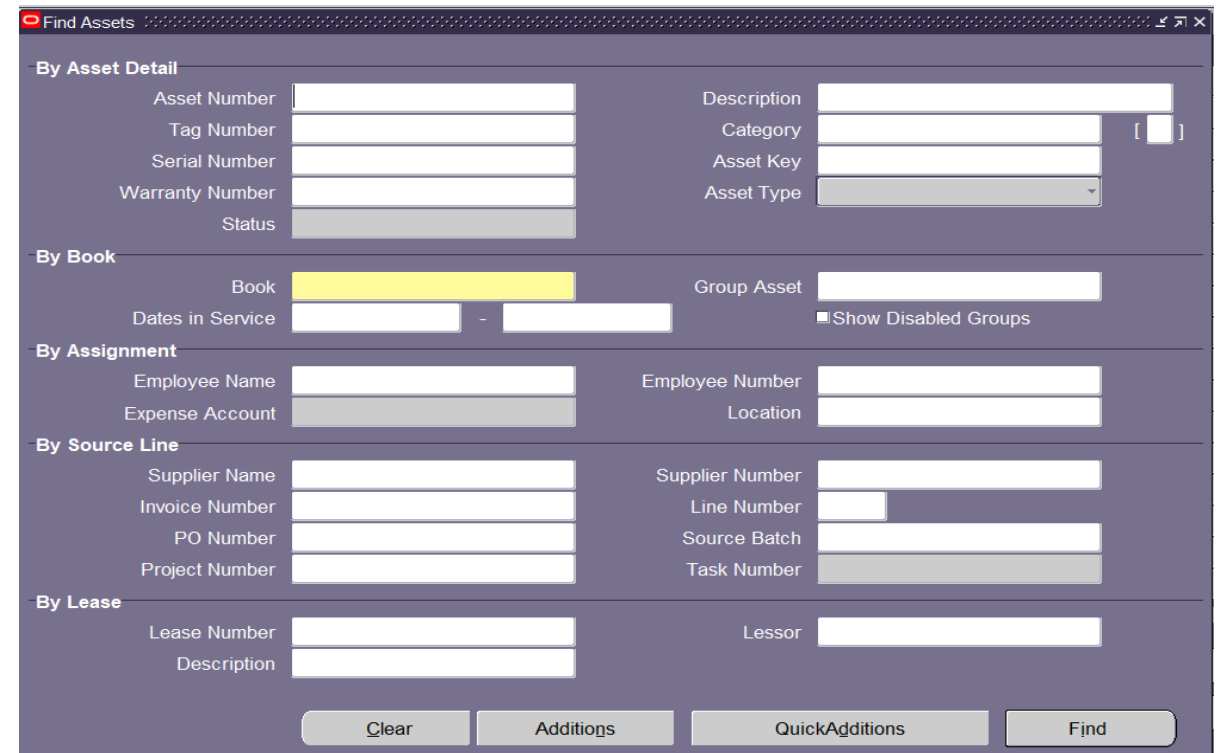 Find Assets
By Asset Detail
Asset Number Description
Tag Number Category [ ]
Serial Number Asset Key
Warranty Number Asset Type
Status
By Book
Book Group Asset
Dates in Service - Show Disabled Groups
By Assignment
Employee Name Employee Number
Expense Account Location
By Source Line
Supplier Name Supplier Number
Invoice Number Line Number
PO Number Source Batch
Project Number Task Number
By Lease
Lease Number Lessor
Description
Clear Additions QuickAdditions Find